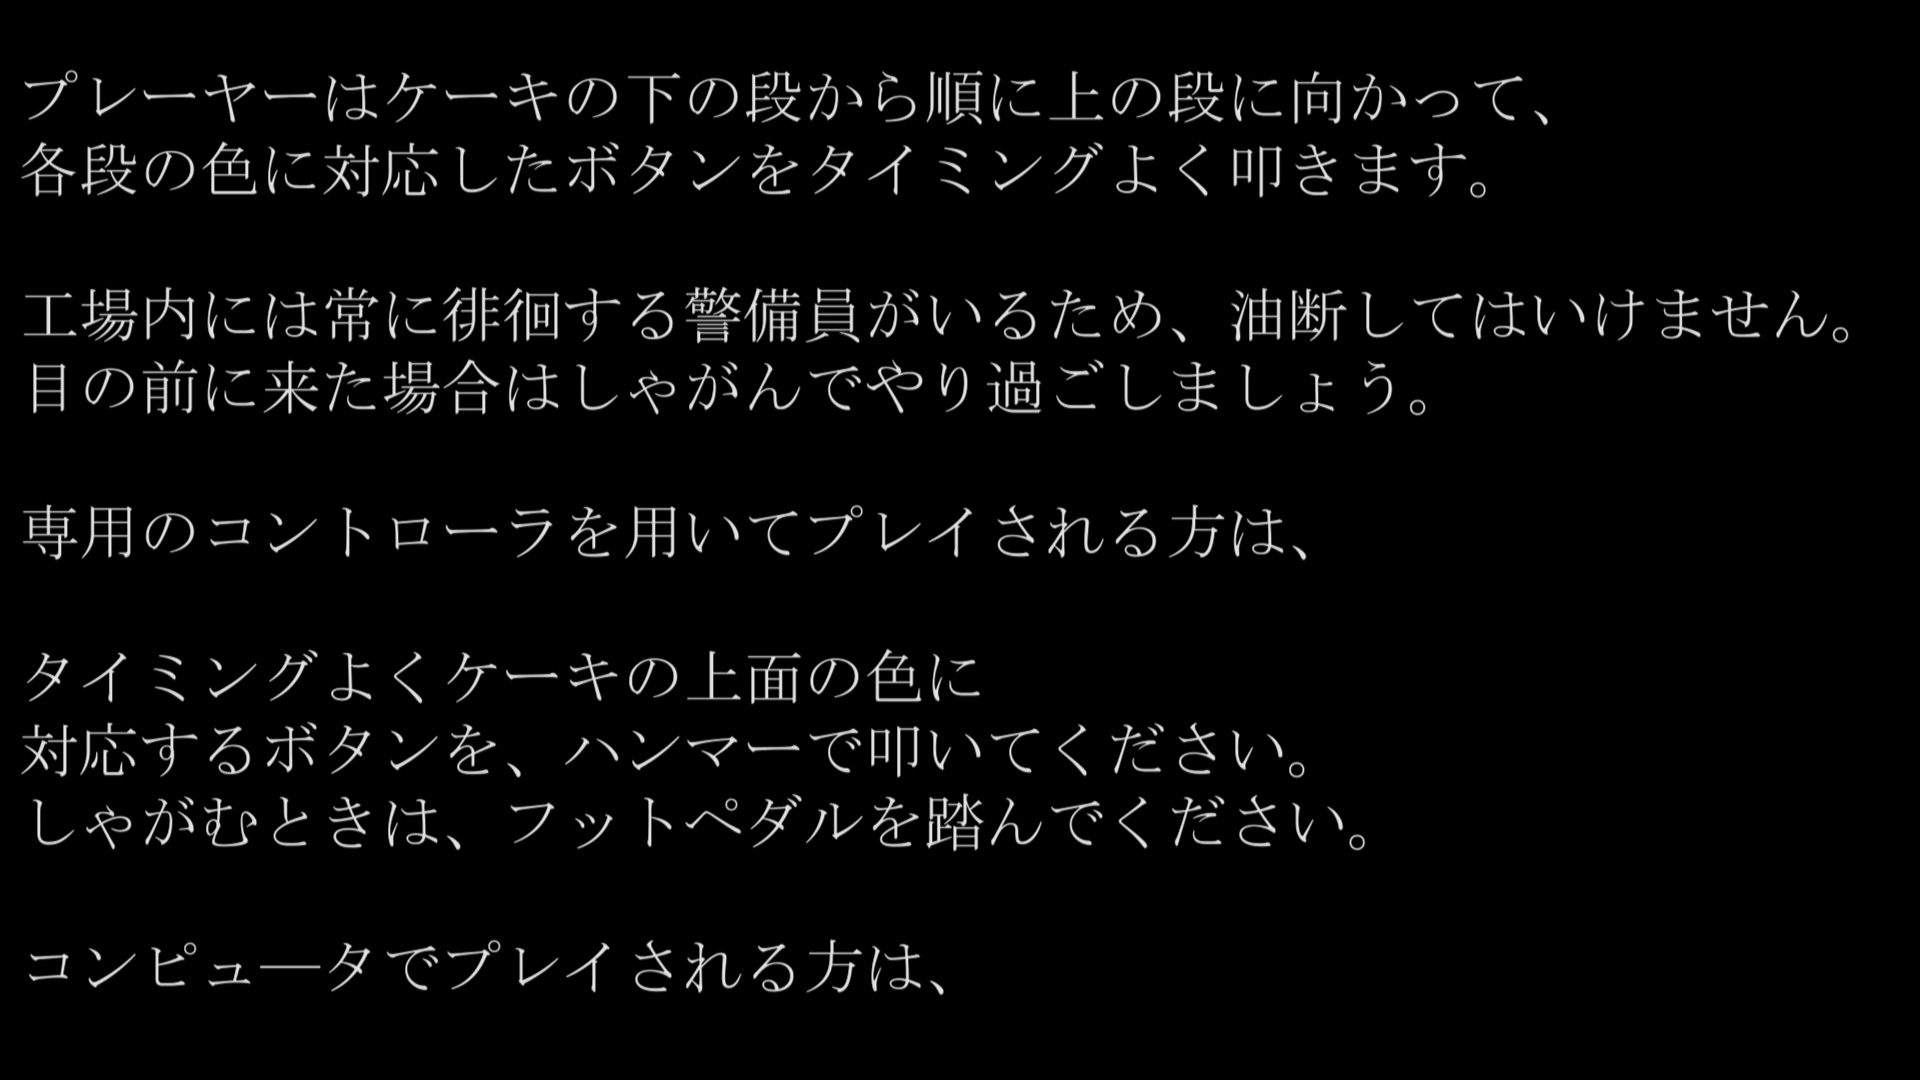 プレーヤーはケーキの下の段から順に上の段に向かって、
各段の色に対応したボタンをタイミングよく叩きます。
工場内には常に徘徊する警備員がいるため、油断してはいけません。
目の前に来た場合はしゃがんでやり過ごしましょう。
専用のコントローラを用いてプレイされる方は、
タイミングよくケーキの上面の色に
対応するボタンを、ハンマーで叩いてください。
しゃがむときは、フットペダルを踏んでください。
コンピュ―タでプレイされる方は、